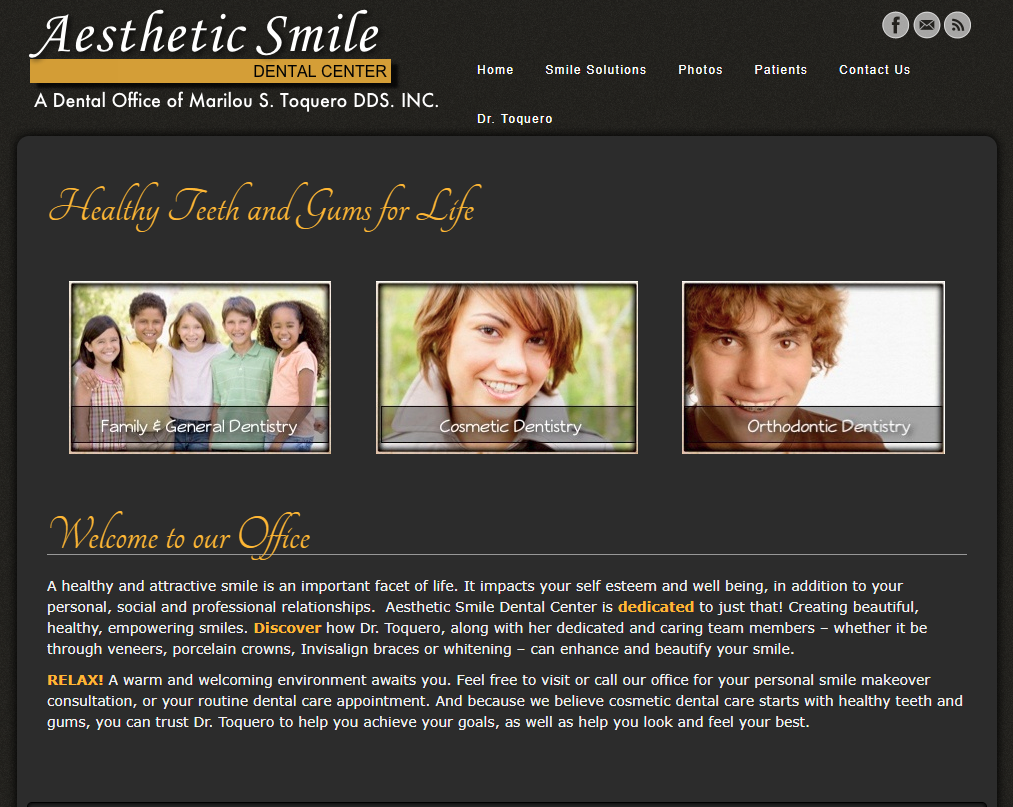 Aesthetic Smile
DENTAL CENTER
A Dental Office of Marilou S. Toquero DDS. INC.
Home Smile Solutions Photos Patients Contact Us
Dr. Toquero
Healthy Teeth and Gums for Life
Family & General Dentistry
Cosmetic Dentistry
Orthodontic Dentistry
Welcome to our Office
A healthy and attractive smile is an important facet of life. It impacts your self esteem and well being, in addition to your
personal, social and professional relationships.  Aesthetic Smile Dental Center is dedicated to just that! Creating beautiful,
healthy, empowering smiles. Discover how Dr. Toquero, along with her dedicated and caring team members – whether it be
through veneers, porcelain crowns, Invisalign braces or whitening – can enhance and beautify your smile.
RELAX! A warm and welcoming environment awaits you. Feel free to visit or call our office for your personal smile makeover
consultation, or your routine dental care appointment. And because we believe cosmetic dental care starts with healthy teeth and
gums, you can trust Dr. Toquero to help you achieve your goals, as well as help you look and feel your best.